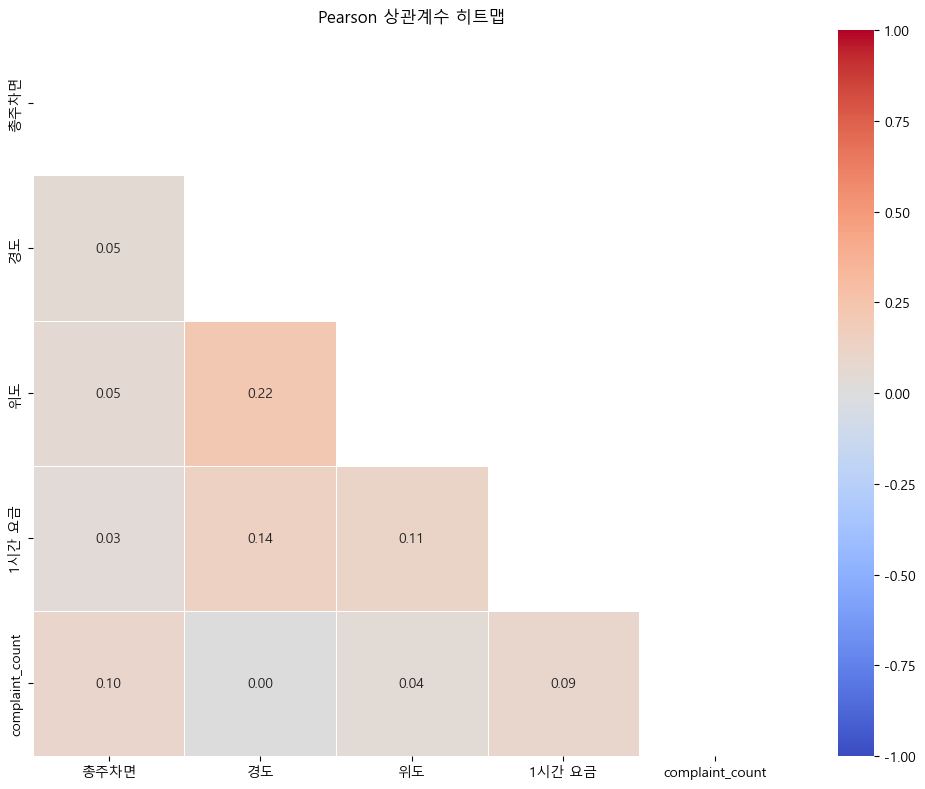 Pearson 상관계수 히트맵
총주차면
경도
위도
1시간 요금
complaint_count
0.05
0.05 0.22
0.03 0.14 0.11
0.10 0.00 0.04 0.09
총주차면 경도 위도 1시간 요금 complaint_count
1.00
0.75
0.50
0.25
0.00
-0.25
-0.50
-0.75
-1.00